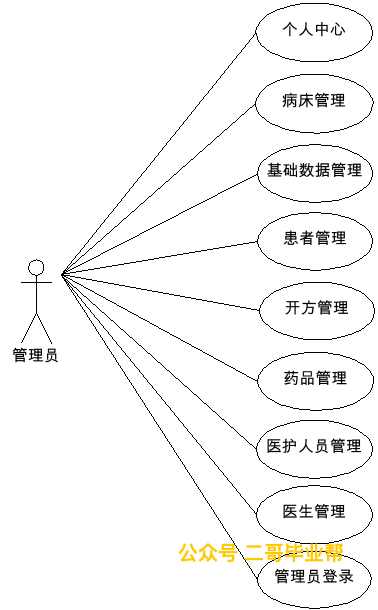 个人中心
病床管理
基础数据管理
患者管理
开方管理
管理员
药品管理
医护人员管理
医生管理
公众号 二哥毕业帮
管理员登录